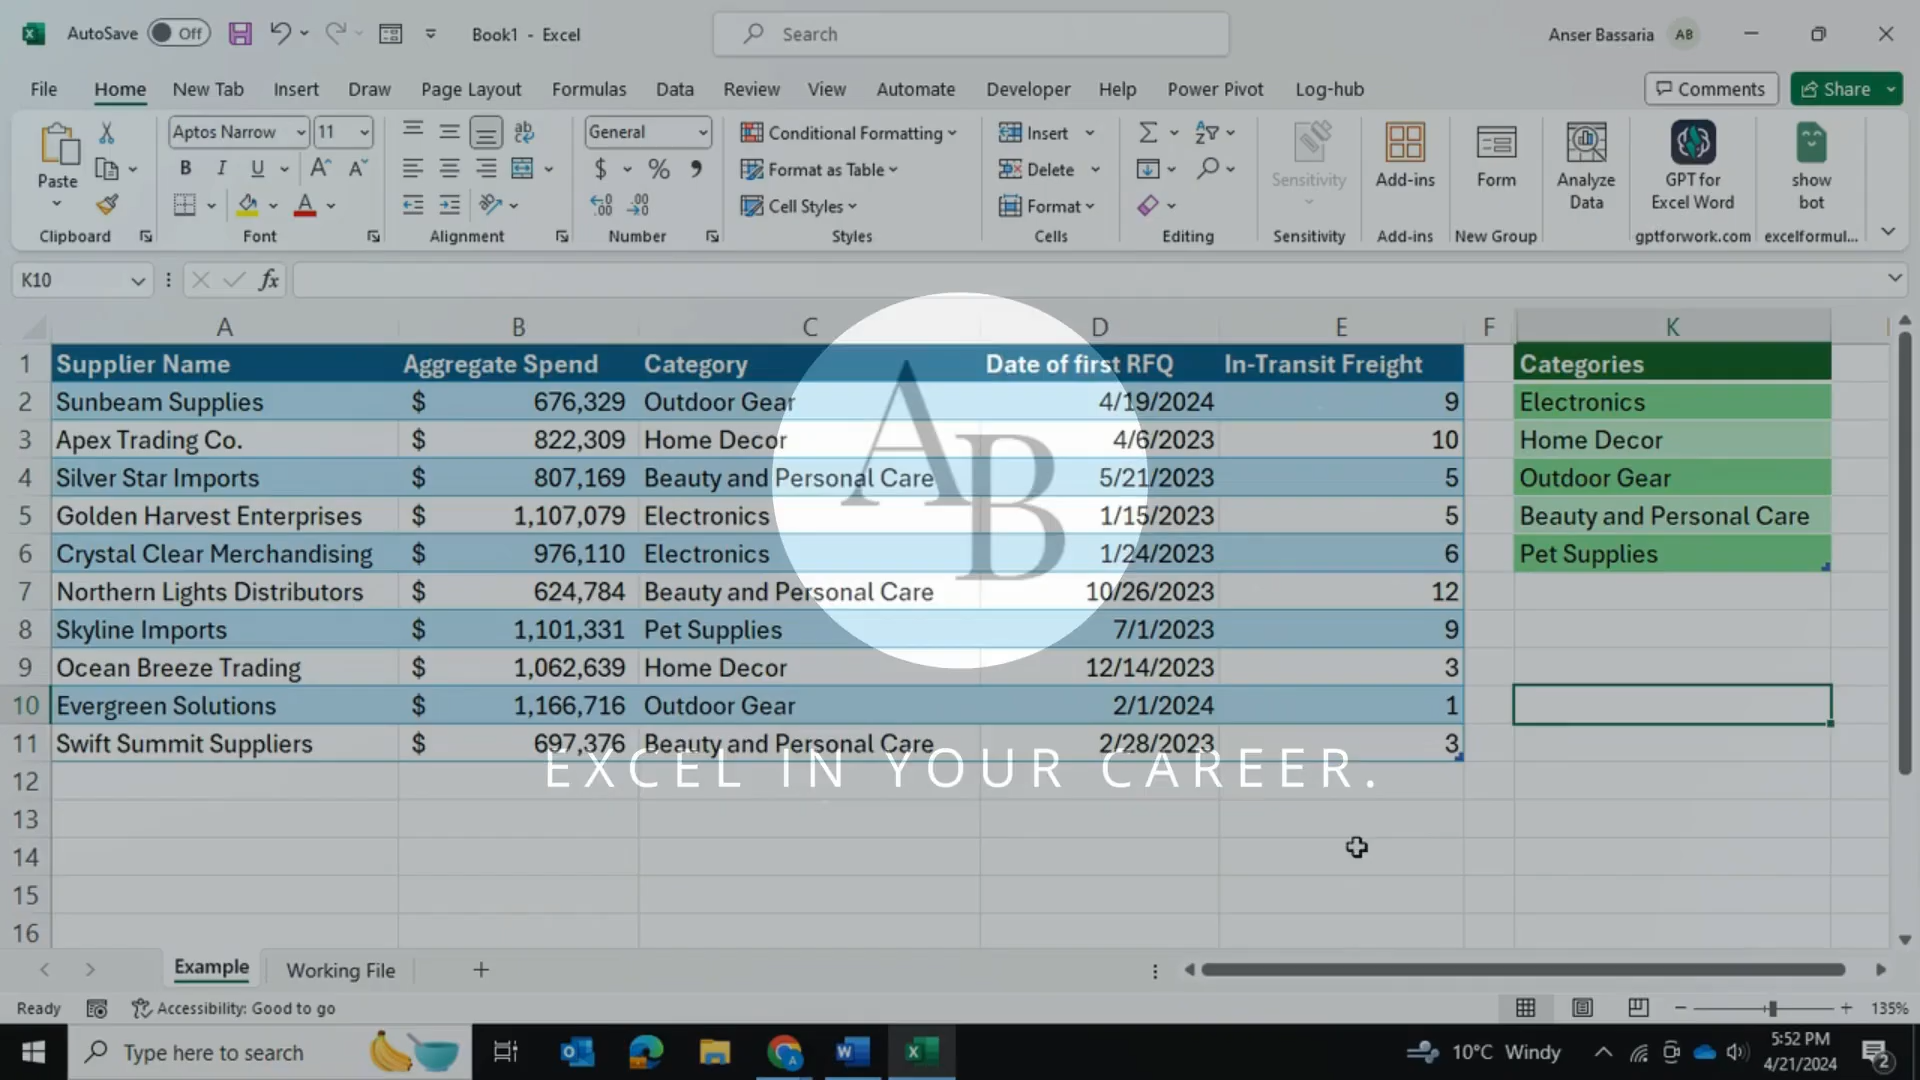 AutoSave Off Book1 - Excel Search Anser Bassaria AB
File Home New Tab Insert Draw Page Layout Formulas Data Review View Automate Developer Help Power Pivot Log-hub Comments Share
Paste Aptos Narrow 11 ab General Conditional Formatting Insert Sensitivity Add-ins Form Analyze Data GPT for Excel Word show bot
B I U A A $ % Format as Table Delete
A Cell Styles Format
Clipboard Font Alignment Number Styles Cells Editing Sensitivity Add-ins New Group gptforwork.com excelformul...
K10 fx
A B C D E F K
1 Supplier Name Aggregate Spend Category Date of first RFQ In-Transit Freight Categories
2 Sunbeam Supplies $ 676,329 Outdoor Gear 4/19/2024 9 Electronics
3 Apex Trading Co. $ 822,309 Home Decor 4/6/2023 10 Home Decor
4 Silver Star Imports $ 807,169 Beauty and Personal Care 5/21/2023 5 Outdoor Gear
5 Golden Harvest Enterprises $ 1,107,079 Electronics 1/15/2023 5 Beauty and Personal Care
6 Crystal Clear Merchandising $ 976,110 Electronics 1/24/2023 6 Pet Supplies
7 Northern Lights Distributors $ 624,784 Beauty and Personal Care 10/26/2023 12
8 Skyline Imports $ 1,101,331 Pet Supplies 7/1/2023 9
9 Ocean Breeze Trading $ 1,062,639 Home Decor 12/14/2023 3
10 Evergreen Solutions $ 1,166,716 Outdoor Gear 2/1/2024 1
11 Swift Summit Suppliers $ 697,376 Beauty and Personal Care 2/28/2023 3
AB
EXCEL IN YOUR CAREER.
12
13
14
15
16
Example Working File
Ready Accessibility: Good to go 135%
Type here to search 10°C Windy 5:52 PM
4/21/2024 2